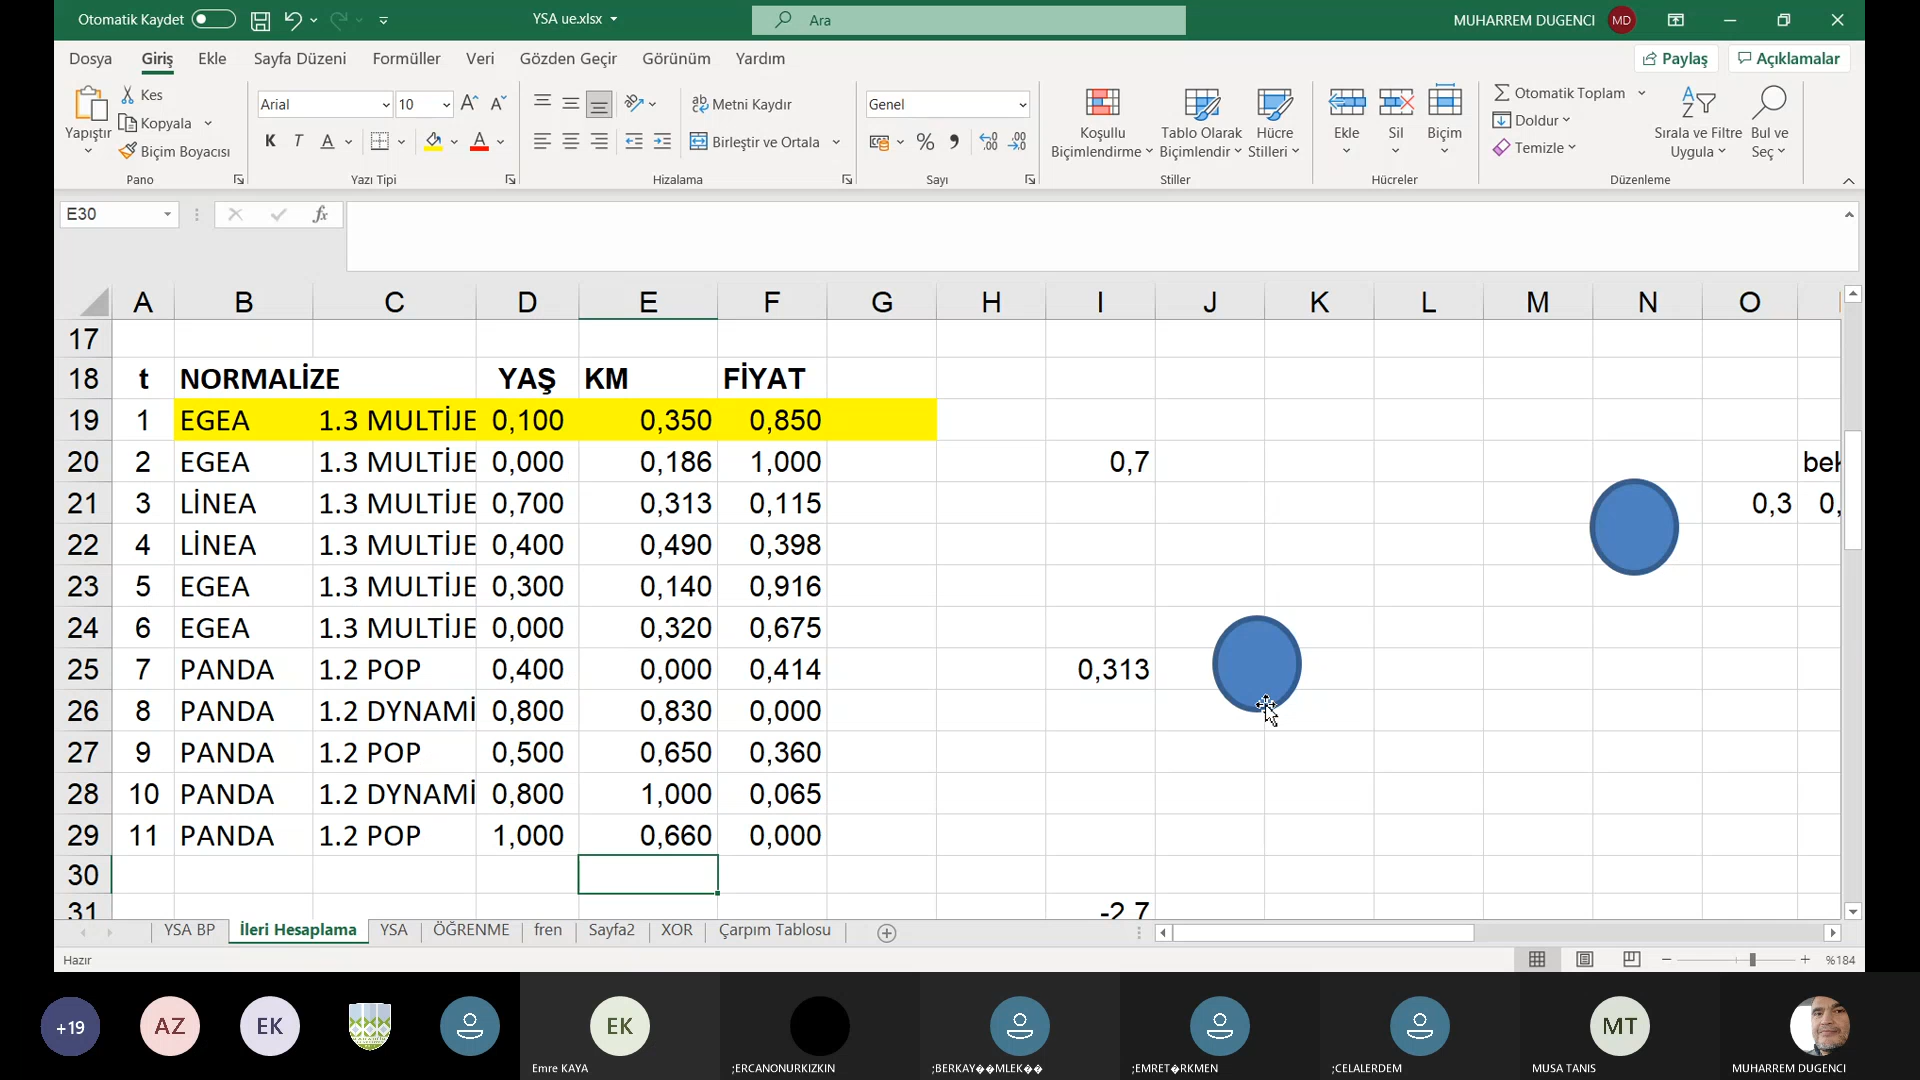 Otomatik Kaydet
YSA ue.xlsx
Ara
MUHARREM DUGENCI
MD
Dosya Giriş Ekle Sayfa Düzeni Formüller Veri Gözden Geçir Görünüm Yardım
Paylaş
Açıklamalar
Yapıştır
Kes
Kopyala
Biçim Boyacısı
Pano
Arial 10
K T A A
Yazı Tipi
Metni Kaydır
Birleştir ve Ortala
Hizalama
Genel
%
Sayı
Koşullu Biçimlendirme
Tablo Olarak Biçimlendir
Hücre Stilleri
Stiller
Ekle
Sil
Biçim
Hücreler
Otomatik Toplam
Doldur
Temizle
Sırala ve Filtre Uygula
Bul ve Seç
Düzenleme
E30
fx
A B C D E F G H I J K L M N O
17
18 t NORMALİZE YAŞ KM FİYAT
19 1 EGEA 1.3 MULTİJE 0,100 0,350 0,850
20 2 EGEA 1.3 MULTİJE 0,000 0,186 1,000 0,7 bek
21 3 LİNEA 1.3 MULTİJE 0,700 0,313 0,115 0,3 0,
22 4 LİNEA 1.3 MULTİJE 0,400 0,490 0,398
23 5 EGEA 1.3 MULTİJE 0,300 0,140 0,916
24 6 EGEA 1.3 MULTİJE 0,000 0,320 0,675
25 7 PANDA 1.2 POP 0,400 0,000 0,414 0,313
26 8 PANDA 1.2 DYNAMİ 0,800 0,830 0,000
27 9 PANDA 1.2 POP 0,500 0,650 0,360
28 10 PANDA 1.2 DYNAMİ 0,800 1,000 0,065
29 11 PANDA 1.2 POP 1,000 0,660 0,000
30
31 -2,7
YSA BP İleri Hesaplama YSA ÖĞRENME fren Sayfa2 XOR Çarpım Tablosu
Hazır
%184
+19 AZ EK EK MT
Emre KAYA ;ERCANONURKIZKIN ;BERKAY��MLEK�� ;EMRET�RKMEN ;CELALERDEM MUSA TANIS MUHARREM DUGENCI